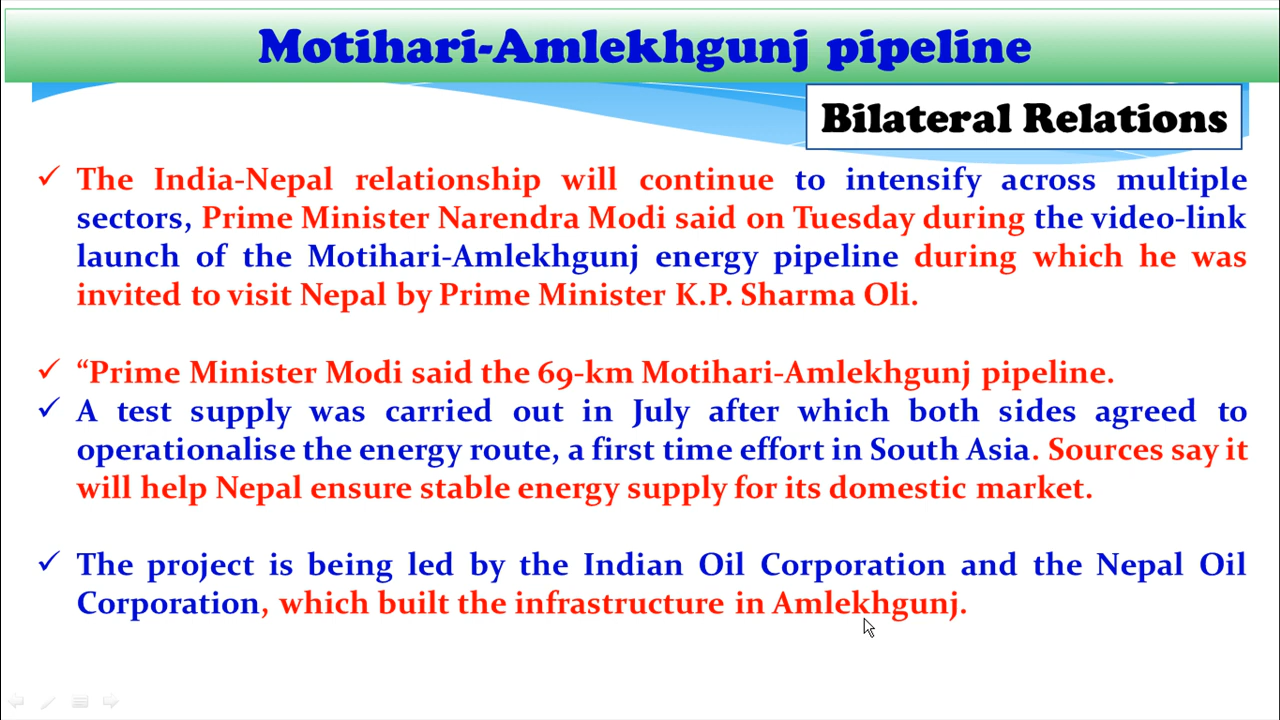 Motihari-Amlekhgunj pipeline
Bilateral Relations
✓ The India-Nepal relationship will continue to intensify across multiple
sectors, Prime Minister Narendra Modi said on Tuesday during the video-link
launch of the Motihari-Amlekhgunj energy pipeline during which he was
invited to visit Nepal by Prime Minister K.P. Sharma Oli.
✓ “Prime Minister Modi said the 69-km Motihari-Amlekhgunj pipeline.
✓ A test supply was carried out in July after which both sides agreed to
operationalise the energy route, a first time effort in South Asia. Sources say it
will help Nepal ensure stable energy supply for its domestic market.
✓ The project is being led by the Indian Oil Corporation and the Nepal Oil
Corporation, which built the infrastructure in Amlekhgunj.